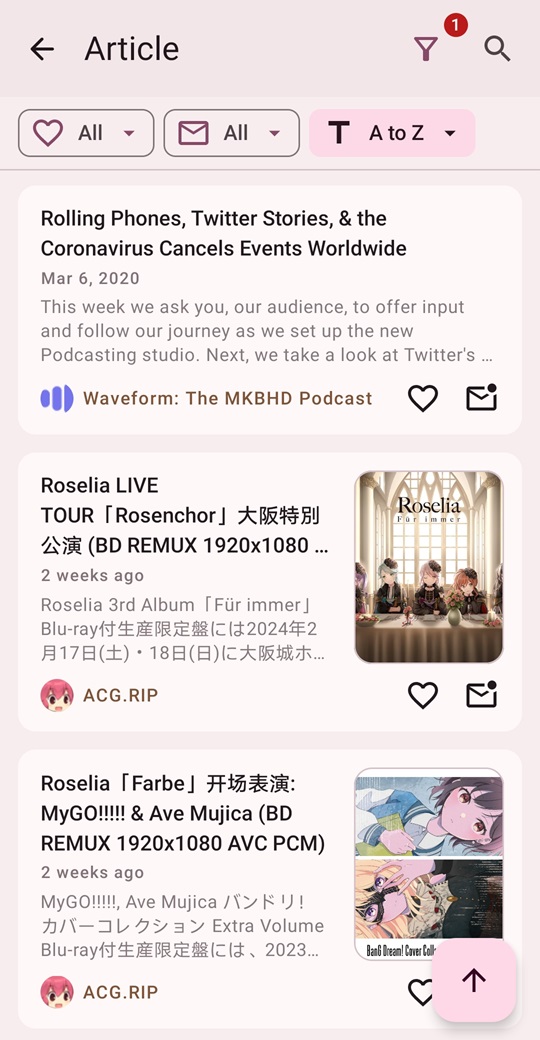 Article
1
All
All
A to Z
Rolling Phones, Twitter Stories, & the
Coronavirus Cancels Events Worldwide
Mar 6, 2020
This week we ask you, our audience, to offer input
and follow our journey as we set up the new
Podcasting studio. Next, we take a look at Twitter's ...
Waveform: The MKBHD Podcast
Roselia LIVE
TOUR「Rosenchor」大阪特別
公演 (BD REMUX 1920x1080 ...
2 weeks ago
Roselia 3rd Album「Für immer」
Blu-ray付生産限定盤には2024年2
月17日(土)・18日(日)に大阪城ホ...
Roselia
Für immer
ACG.RIP
Roselia「Farbe」开场表演:
MyGO!!!!! & Ave Mujica (BD
REMUX 1920x1080 AVC PCM)
2 weeks ago
MyGO!!!!!, Ave Mujica バンドリ!
カバーコレクション Extra Volume
Blu-ray付生産限定盤には、2023...
BanG Dream! Cover
ACG.RIP